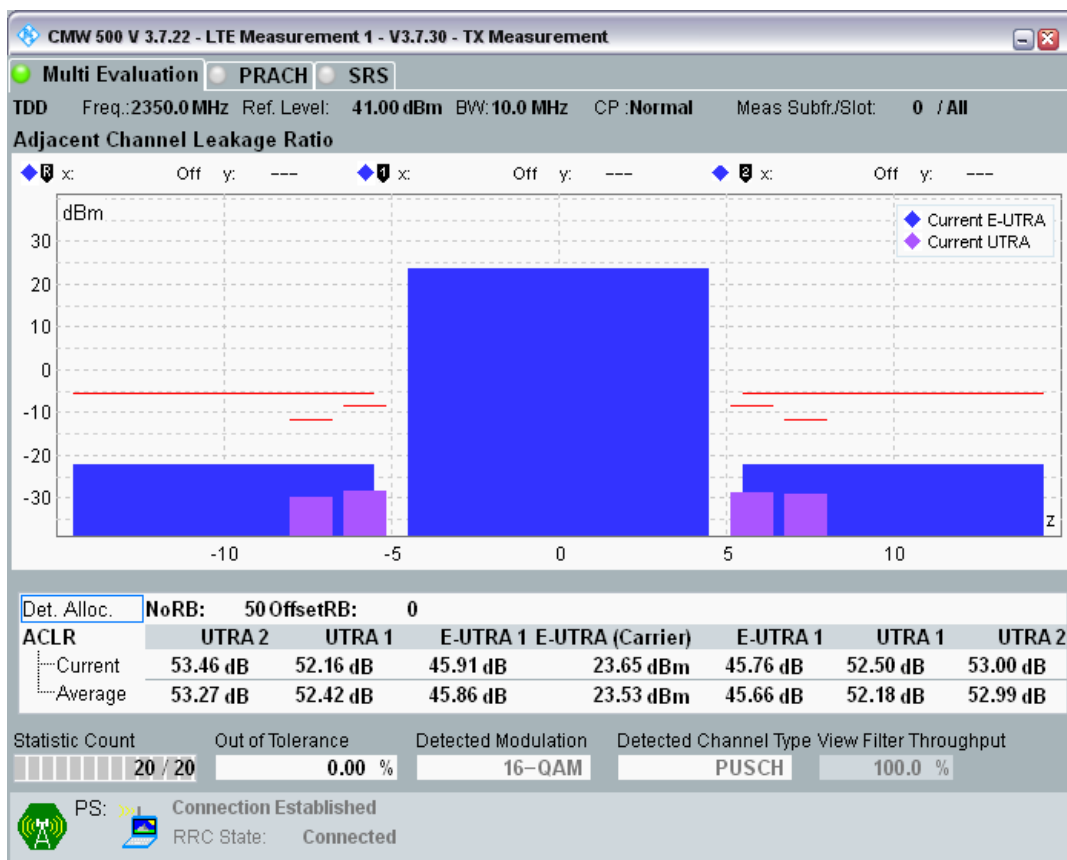 CMW 500 V 3.7.22 - LTE Measurement 1 - V3.7.30 - TX Measurement
Multi Evaluation PRACH SRS
TDD Freq.:2350.0 MHz Ref. Level: 41.00 dBm BW:10.0 MHz CP :Normal Meas Subfr./Slot: 0 / All
Adjacent Channel Leakage Ratio
R x: Off y: --- 1 x: Off y: --- 2 x: Off y: ---
dBm
Current E-UTRA
Current UTRA
30
20
10
0
-10
-20
-30
z
-10 -5 0 5 10
Det. Alloc. NoRB: 50 OffsetRB: 0
ACLR UTRA 2 UTRA 1 E-UTRA 1 E-UTRA (Carrier) E-UTRA 1 UTRA 1 UTRA 2
Current 53.46 dB 52.16 dB 45.91 dB 23.65 dBm 45.76 dB 52.50 dB 53.00 dB
Average 53.27 dB 52.42 dB 45.86 dB 23.53 dBm 45.66 dB 52.18 dB 52.99 dB
Statistic Count Out of Tolerance Detected Modulation Detected Channel Type View Filter Throughput
20 / 20 0.00 % 16-QAM PUSCH 100.0 %
PS: Connection Established
RRC State: Connected